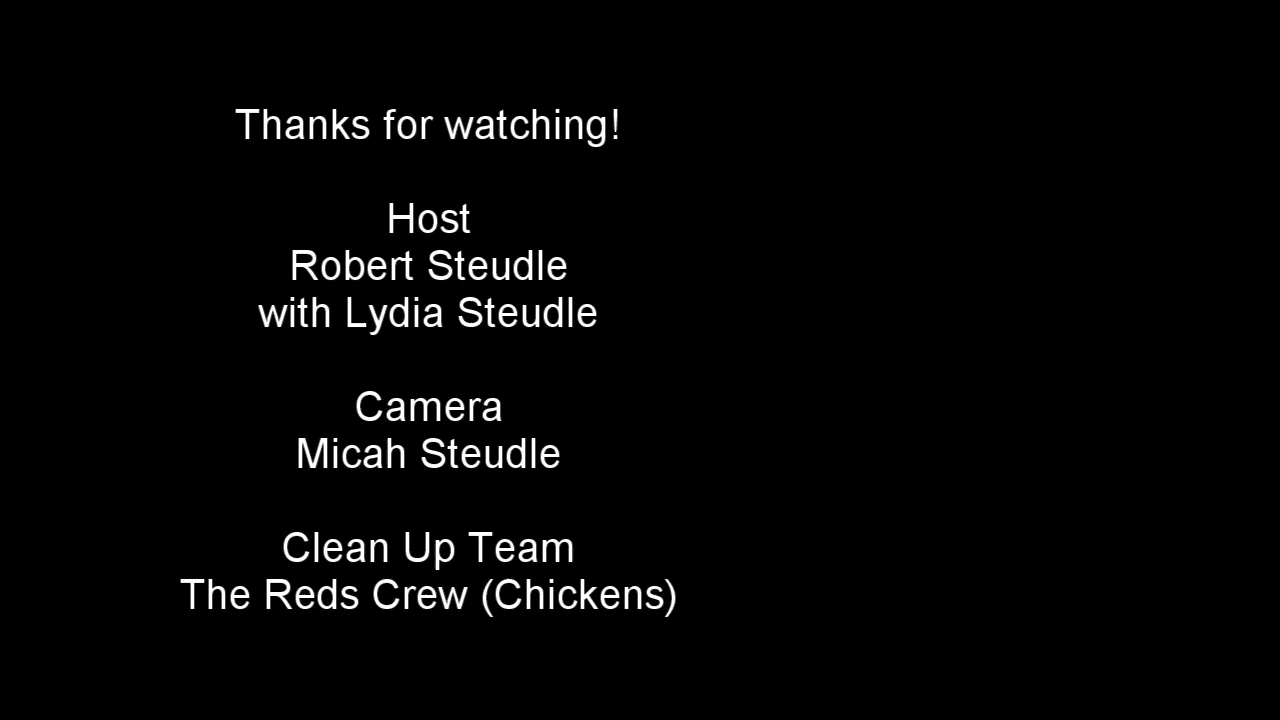 Thanks for watching!
Host
Robert Steudle
with Lydia Steudle
Camera
Micah Steudle
Clean Up Team
The Reds Crew (Chickens)